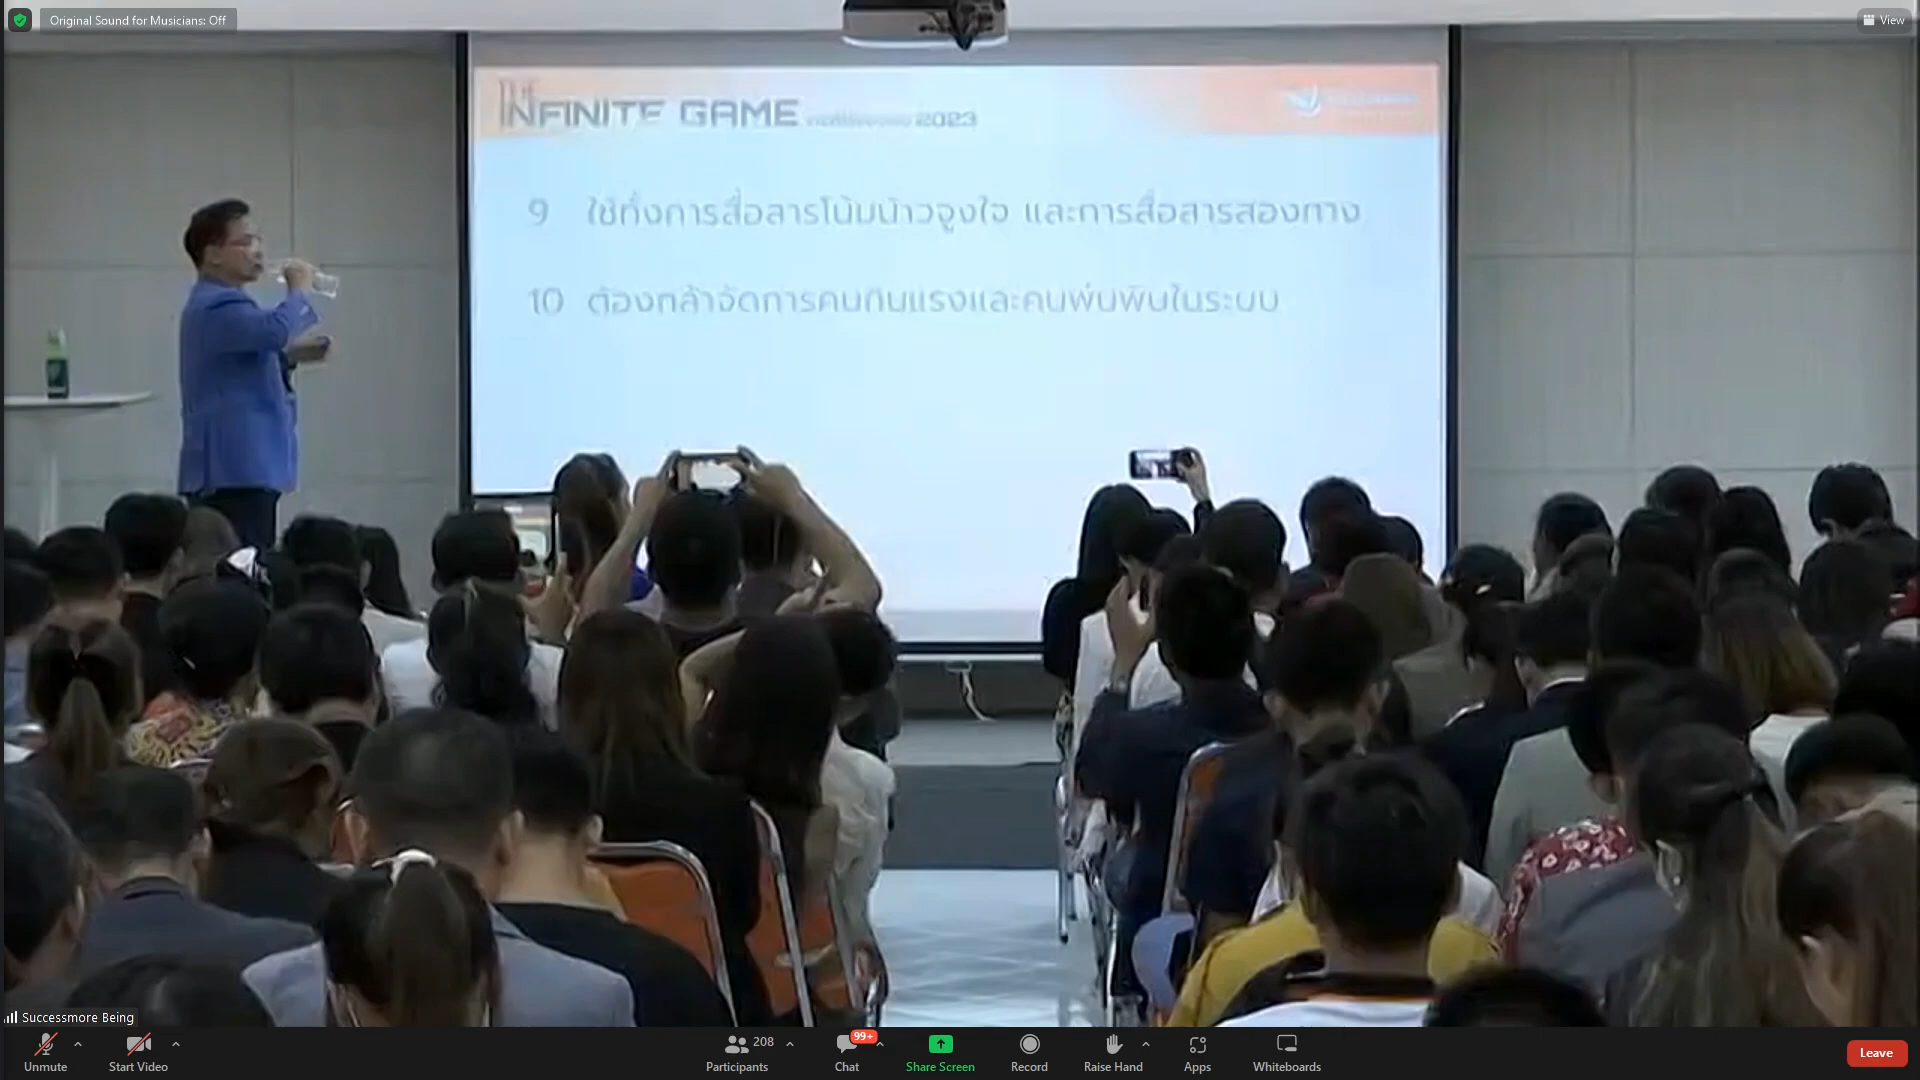 Original Sound for Musicians: Off
View
THE
INFINITE GAME 2023
9 ใช้ทั้งการสื่อสารโน้มน้าวจูงใจ และการสื่อสารสองทาง
10 ต้องกล้าจัดการคนกินแรงและคนพ่นพิษในระบบ
Successmore Being
Unmute
Start Video
Participants 208
Chat 99+
Share Screen
Record
Raise Hand
Apps
Whiteboards
Leave